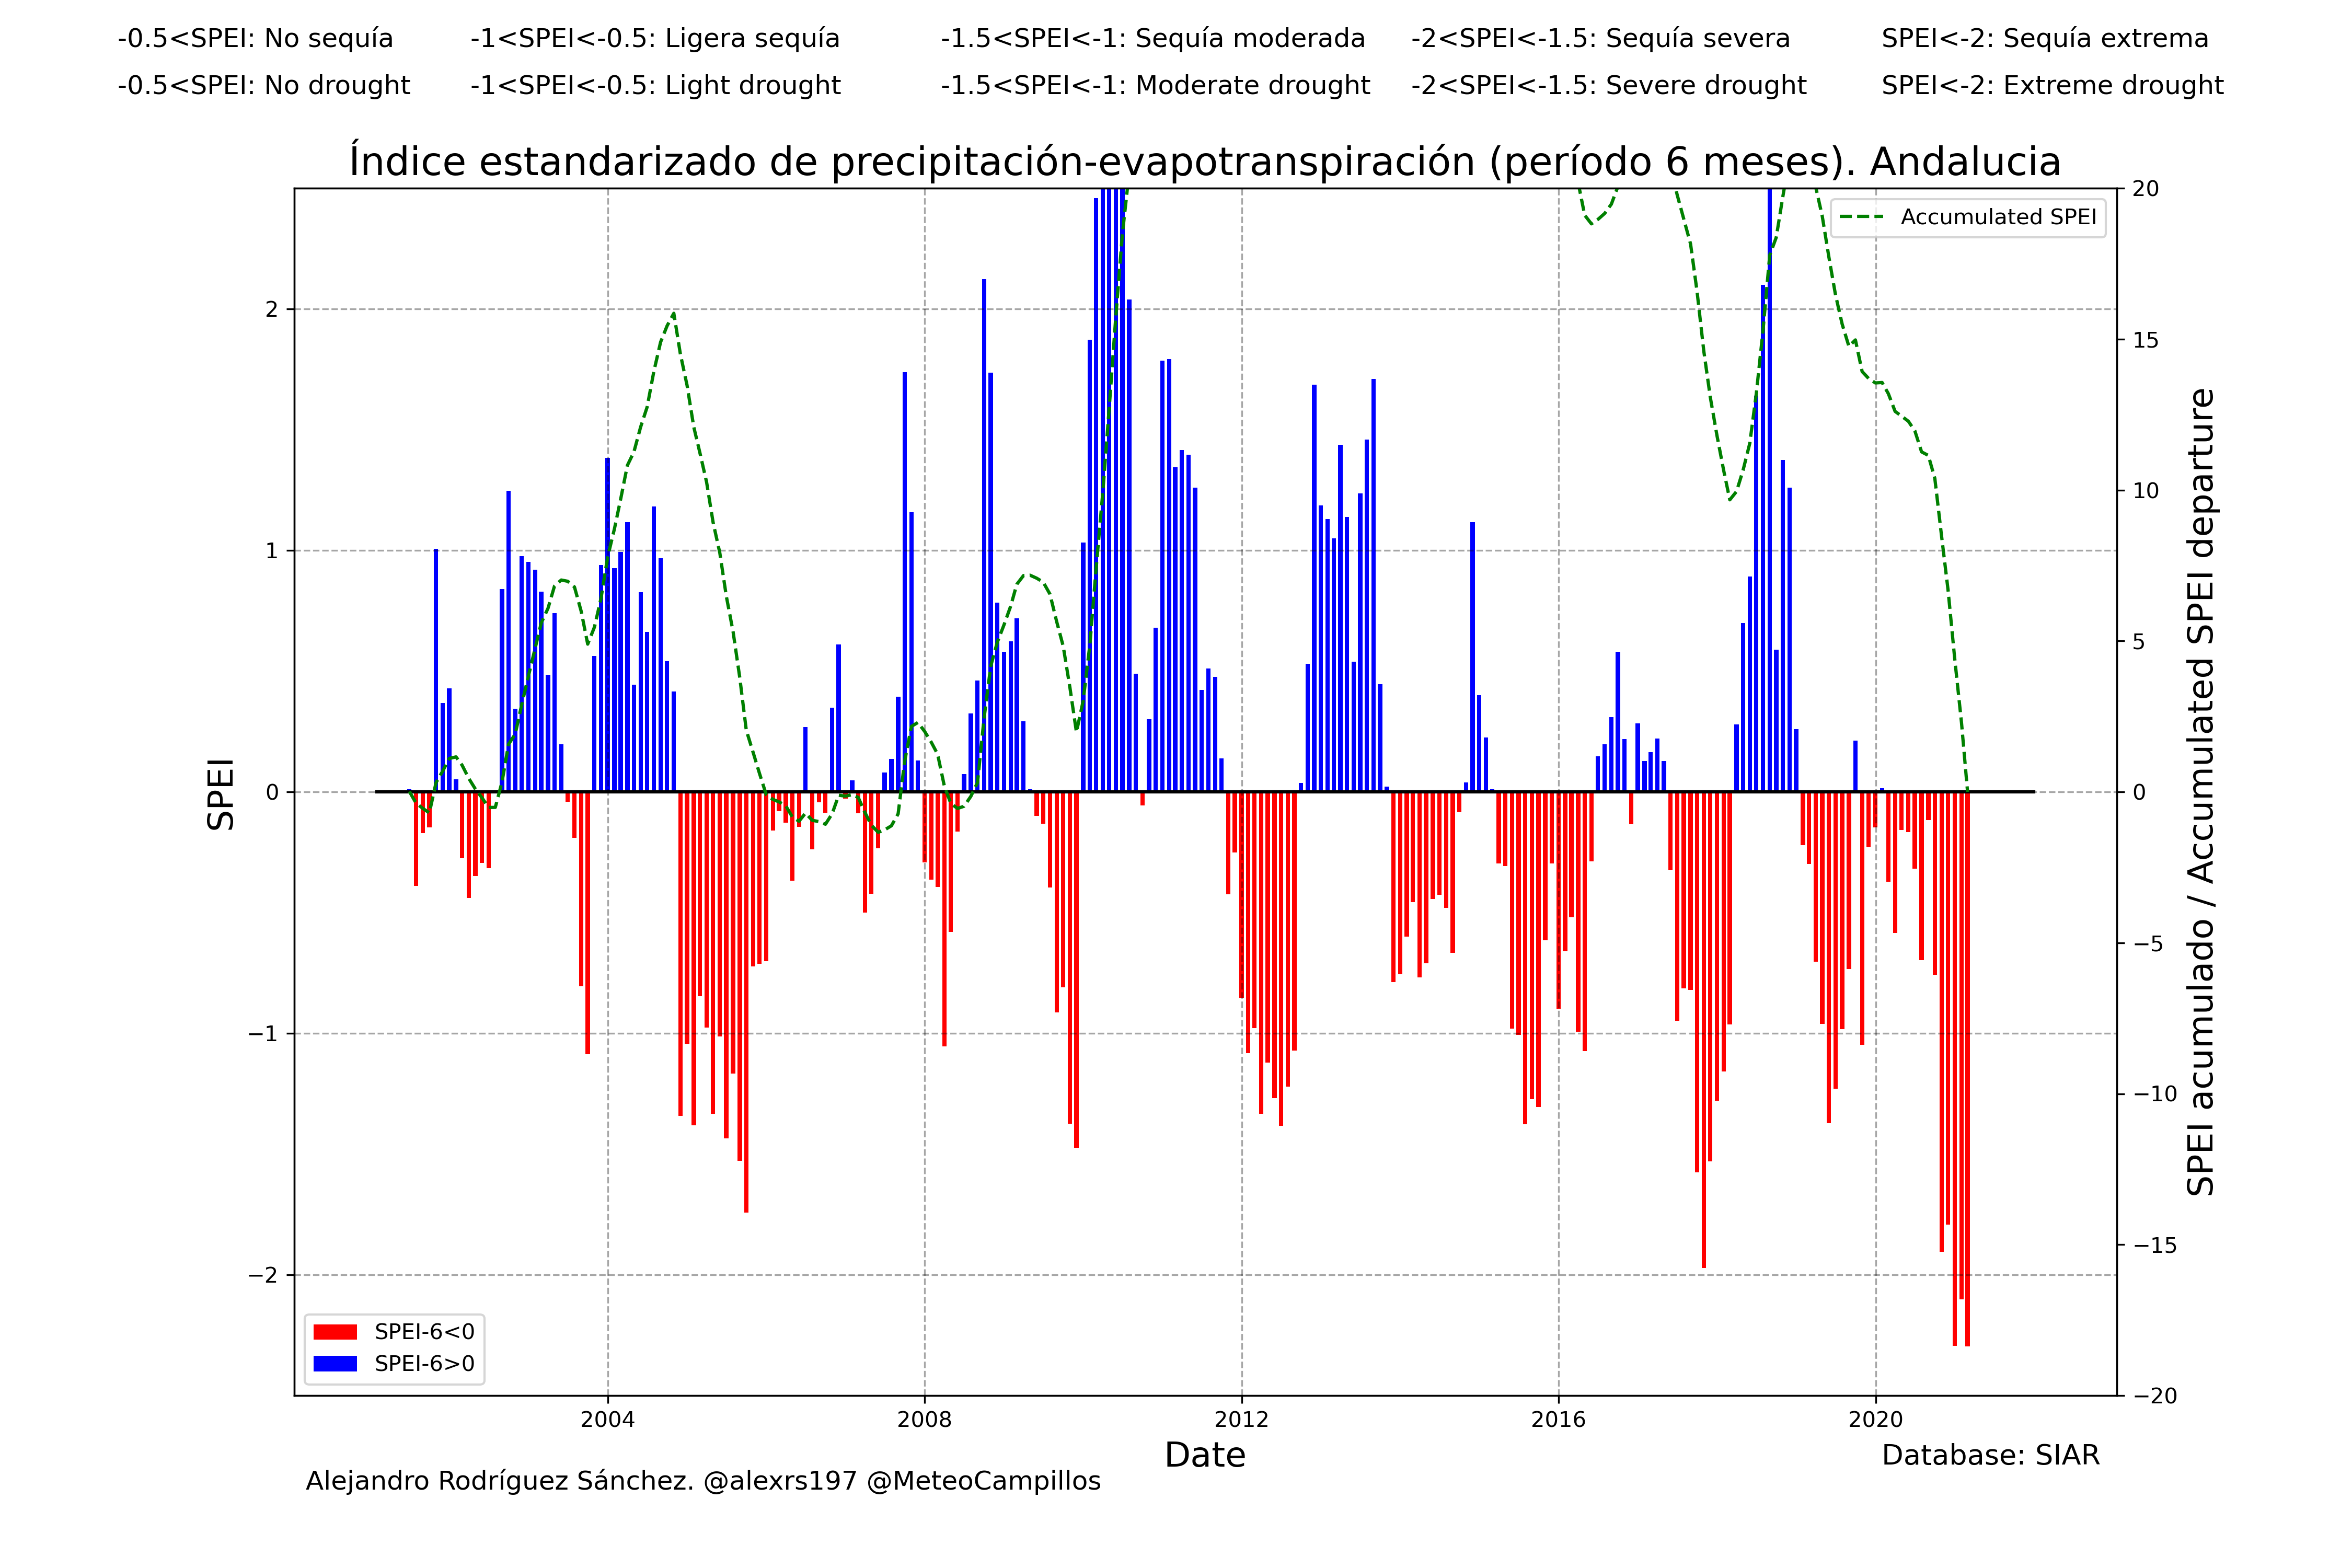 -0.5<SPEI: No sequía -1<SPEI<-0.5: Ligera sequía -1.5<SPEI<-1: Sequía moderada -2<SPEI<-1.5: Sequía severa SPEI<-2: Sequía extrema
-0.5<SPEI: No drought -1<SPEI<-0.5: Light drought -1.5<SPEI<-1: Moderate drought -2<SPEI<-1.5: Severe drought SPEI<-2: Extreme drought
Índice estandarizado de precipitación-evapotranspiración (período 6 meses). Andalucia
Accumulated SPEI
SPEI
2
1
0
−1
−2
20
15
10
5
0
−5
−10
−15
−20
SPEI acumulado / Accumulated SPEI departure
SPEI-6<0
SPEI-6>0
2004 2008 2012 2016 2020
Date
Database: SIAR
Alejandro Rodríguez Sánchez. @alexrs197 @MeteoCampillos